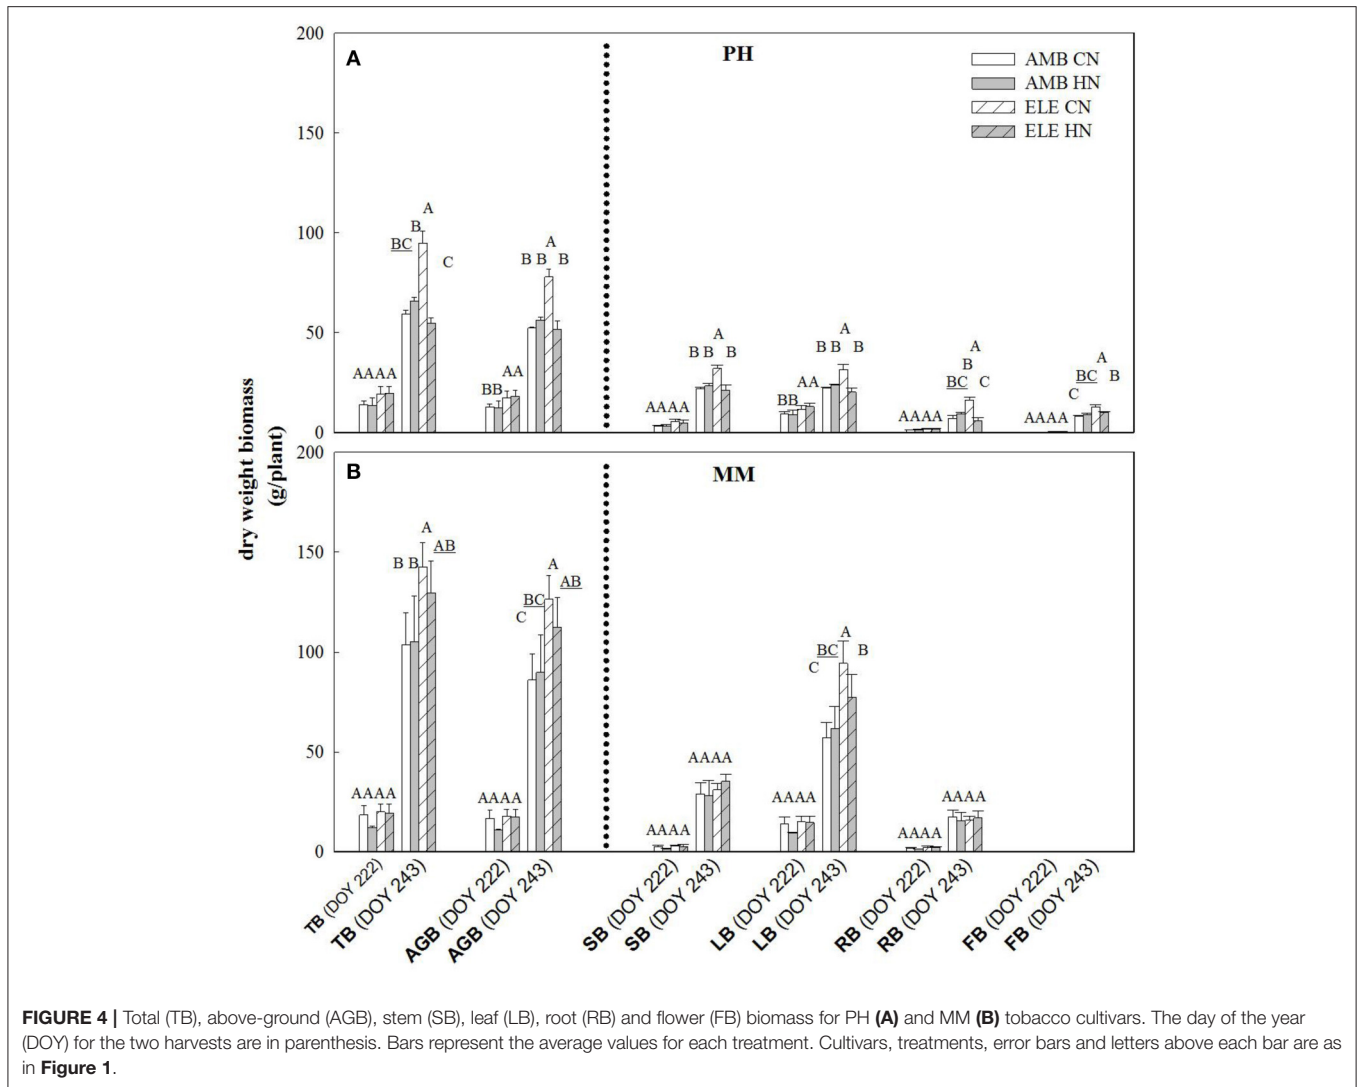 200
A
PH
AMB CN
AMB HN
ELE CN
ELE HN
150
100
50
0
A
B
BC
C
A
B B B
AAAA
AA
BB
A
B B B
A
B B B
A
B
BC C
A
BC B
C
AAAA
AA
BB
AAAA
AAAA
dry weight biomass
(g/plant)
200
B
MM
150
100
50
0
A
AB
B B
A
AB
BC
C
A
BC B
C
AAAA
AAAA
AAAA
AAAA
AAAA
AAAA
AAAA
TB (DOY 222)
TB (DOY 243)
AGB (DOY 222)
AGB (DOY 243)
SB (DOY 222)
SB (DOY 243)
LB (DOY 222)
LB (DOY 243)
RB (DOY 222)
RB (DOY 243)
FB (DOY 222)
FB (DOY 243)
FIGURE 4 | Total (TB), above-ground (AGB), stem (SB), leaf (LB), root (RB) and flower (FB) biomass for PH (A) and MM (B) tobacco cultivars. The day of the year
(DOY) for the two harvests are in parenthesis. Bars represent the average values for each treatment. Cultivars, treatments, error bars and letters above each bar are as
in Figure 1.